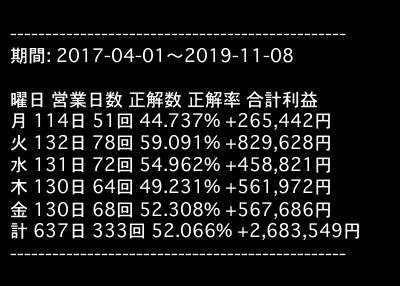 ------------------------------------------------
期間: 2017-04-01～2019-11-08
曜日 営業日数 正解数 正解率 合計利益
月 114日 51回 44.737% +265,442円
火 132日 78回 59.091% +829,628円
水 131日 72回 54.962% +458,821円
木 130日 64回 49.231% +561,972円
金 130日 68回 52.308% +567,686円
計 637日 333回 52.066% +2,683,549円
------------------------------------------------